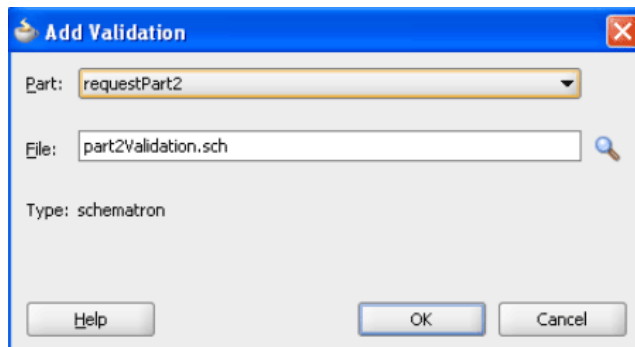 Add Validation
Part: requestPart2
File: part2Validation.sch
Type: schematron
Help OK Cancel